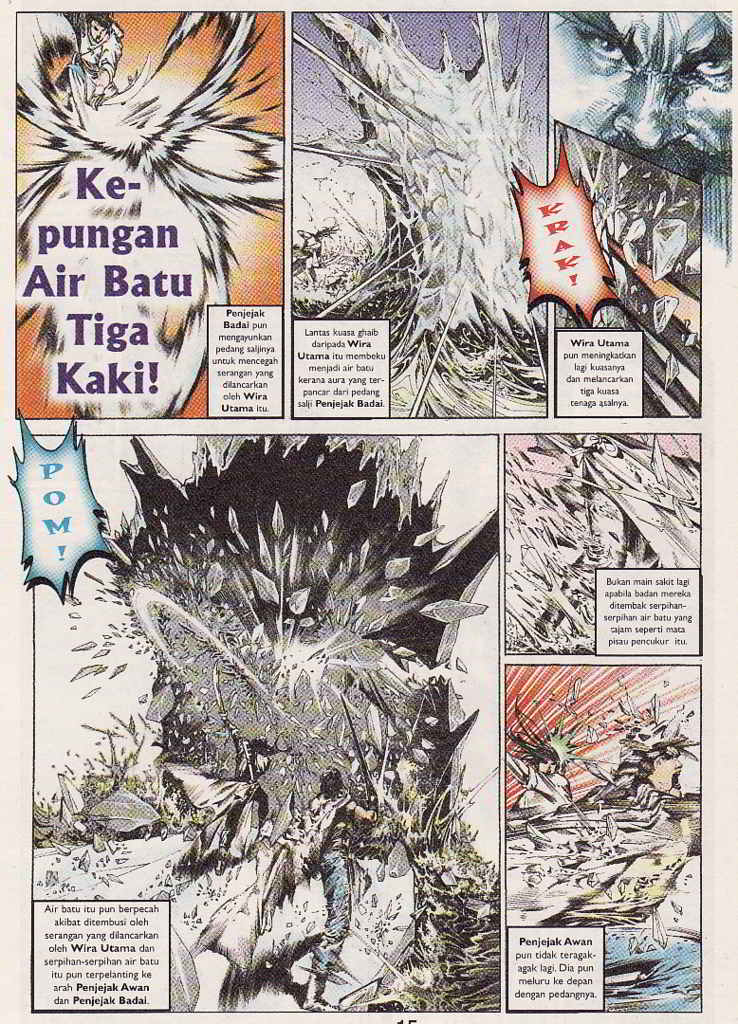 Ke-
pungan
Air Batu
Tiga
Kaki!
Penjejak
Badai pun
mengayunkan
pedang saljinya
untuk mencegah
serangan yang
dilancarkan
oleh Wira
Utama itu.
Lantas kuasa ghaib
daripada Wira
Utama itu membeku
menjadi air batu
kerana aura yang ter-
pancar dari pedang
salji Penjejak Badai.
KRAK!
Wira Utama
pun meningkatkan
lagi kuasanya
dan melancarkan
tiga kuasa
tenaga asalnya.
POM!
Air batu itu pun berpecah
akibat ditembusi oleh
serangan yang dilancarkan
oleh Wira Utama dan
serpihan-serpihan air batu
itu pun terpelanting ke
arah Penjejak Awan
dan Penjejak Badai.
Bukan main sakit lagi
apabila badan mereka
ditembak serpihan-
serpihan air batu yang
tajam seperti mata
pisau pencukur itu.
Penjejak Awan
pun tidak teragak-
agak lagi. Dia pun
meluru ke depan
dengan pedangnya.
15